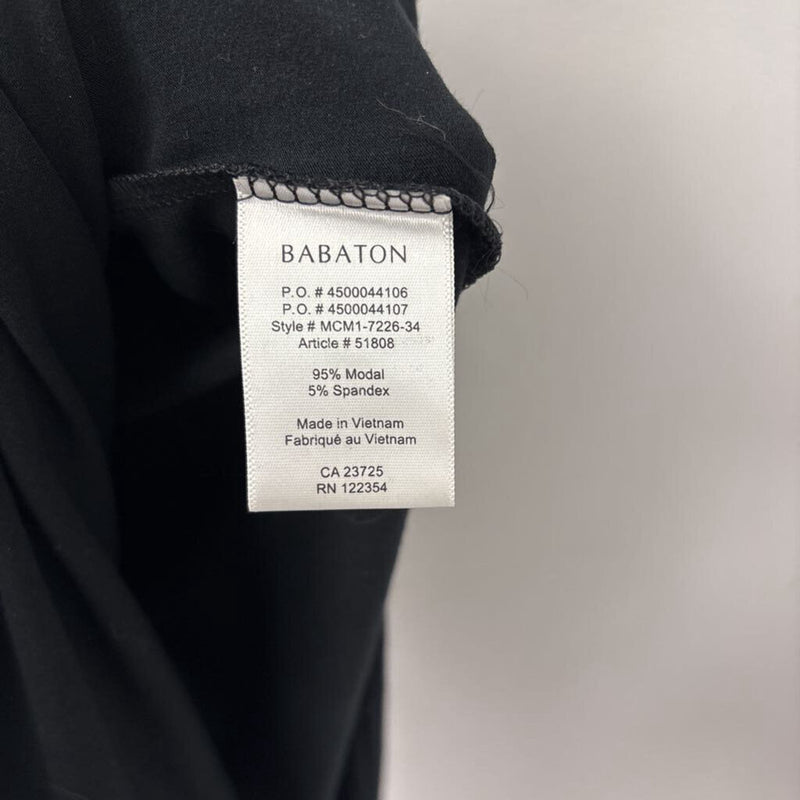 BABATON
P.O. # 4500044106
P.O. # 4500044107
Style # MCM1-7226-34
Article # 51808
95% Modal
5% Spandex
Made in Vietnam
Fabriqué au Vietnam
CA 23725
RN 122354